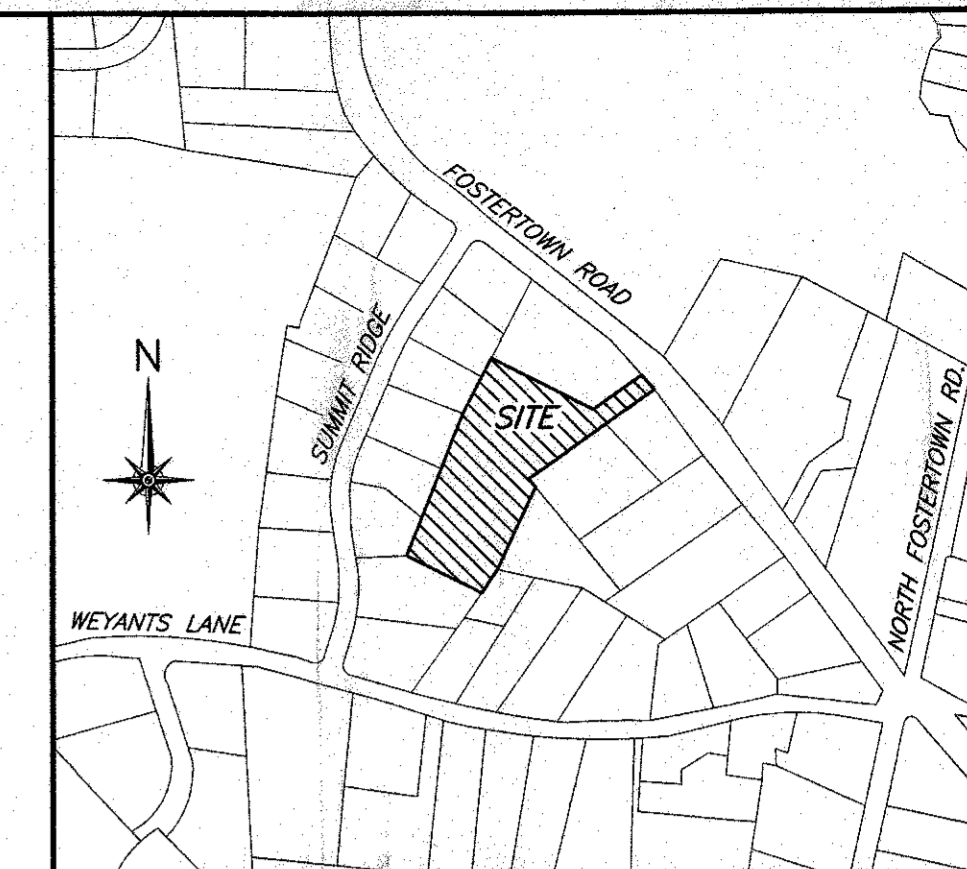 FOSTERTOWN ROAD
SUMMIT RIDGE
N
SITE
NORTH FOSTERTOWN RD.
WEYANTS LANE